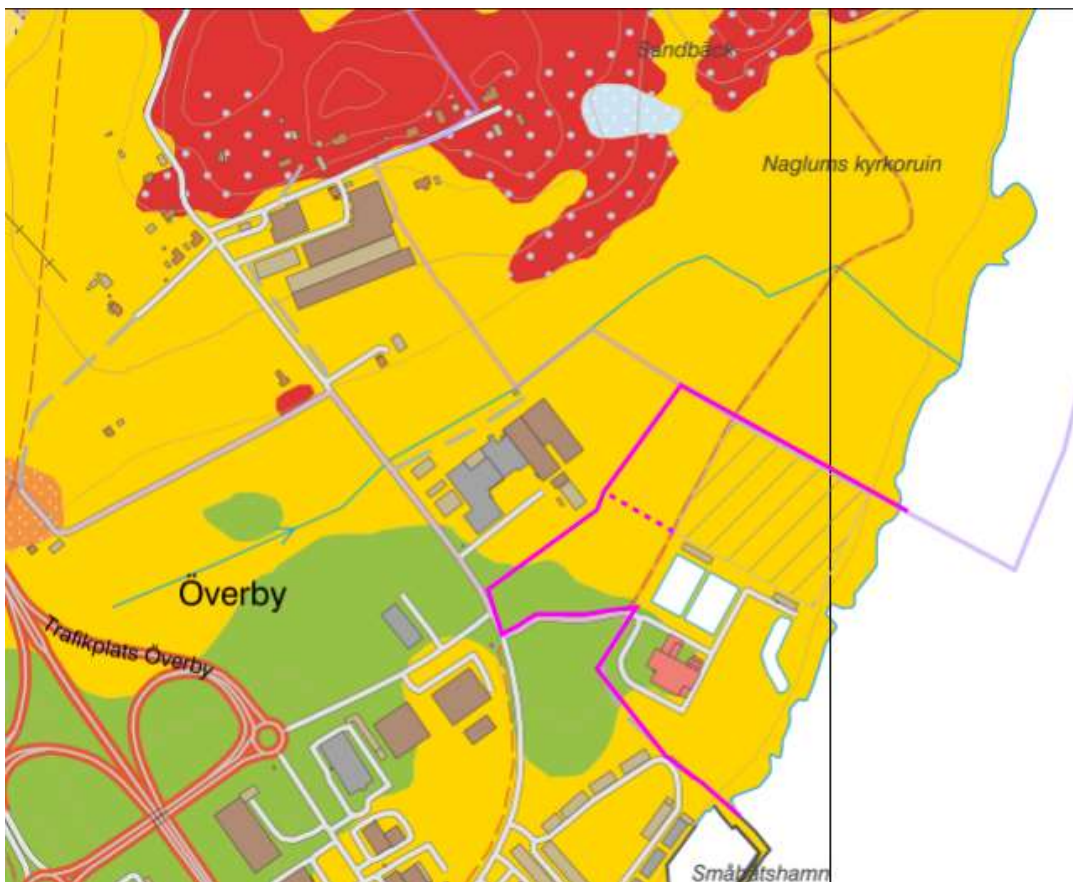 Sandbäck
Naglums kyrkoruin
Överby
Trafikplats Överby
Småbåtshamn